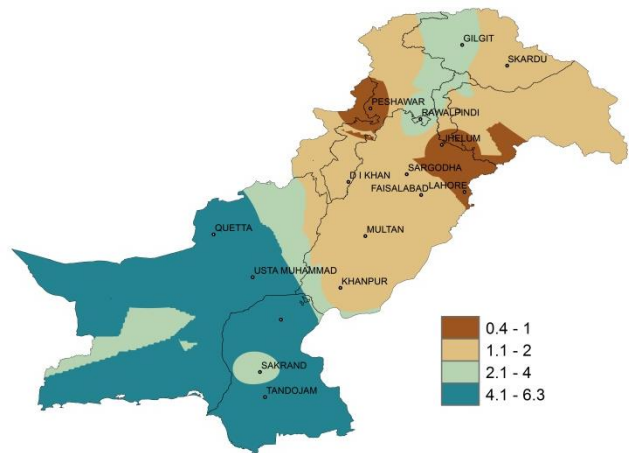 GILGIT
SKARDU
PESHAWAR
RAWALPINDI
JHELUM
SARGODHA
D I KHAN
FAISALABAD
LAHORE
MULTAN
QUETTA
USTA MUHAMMAD
KHANPUR
SAKRAND
TANDOJAM
0.4 - 1
1.1 - 2
2.1 - 4
4.1 - 6.3